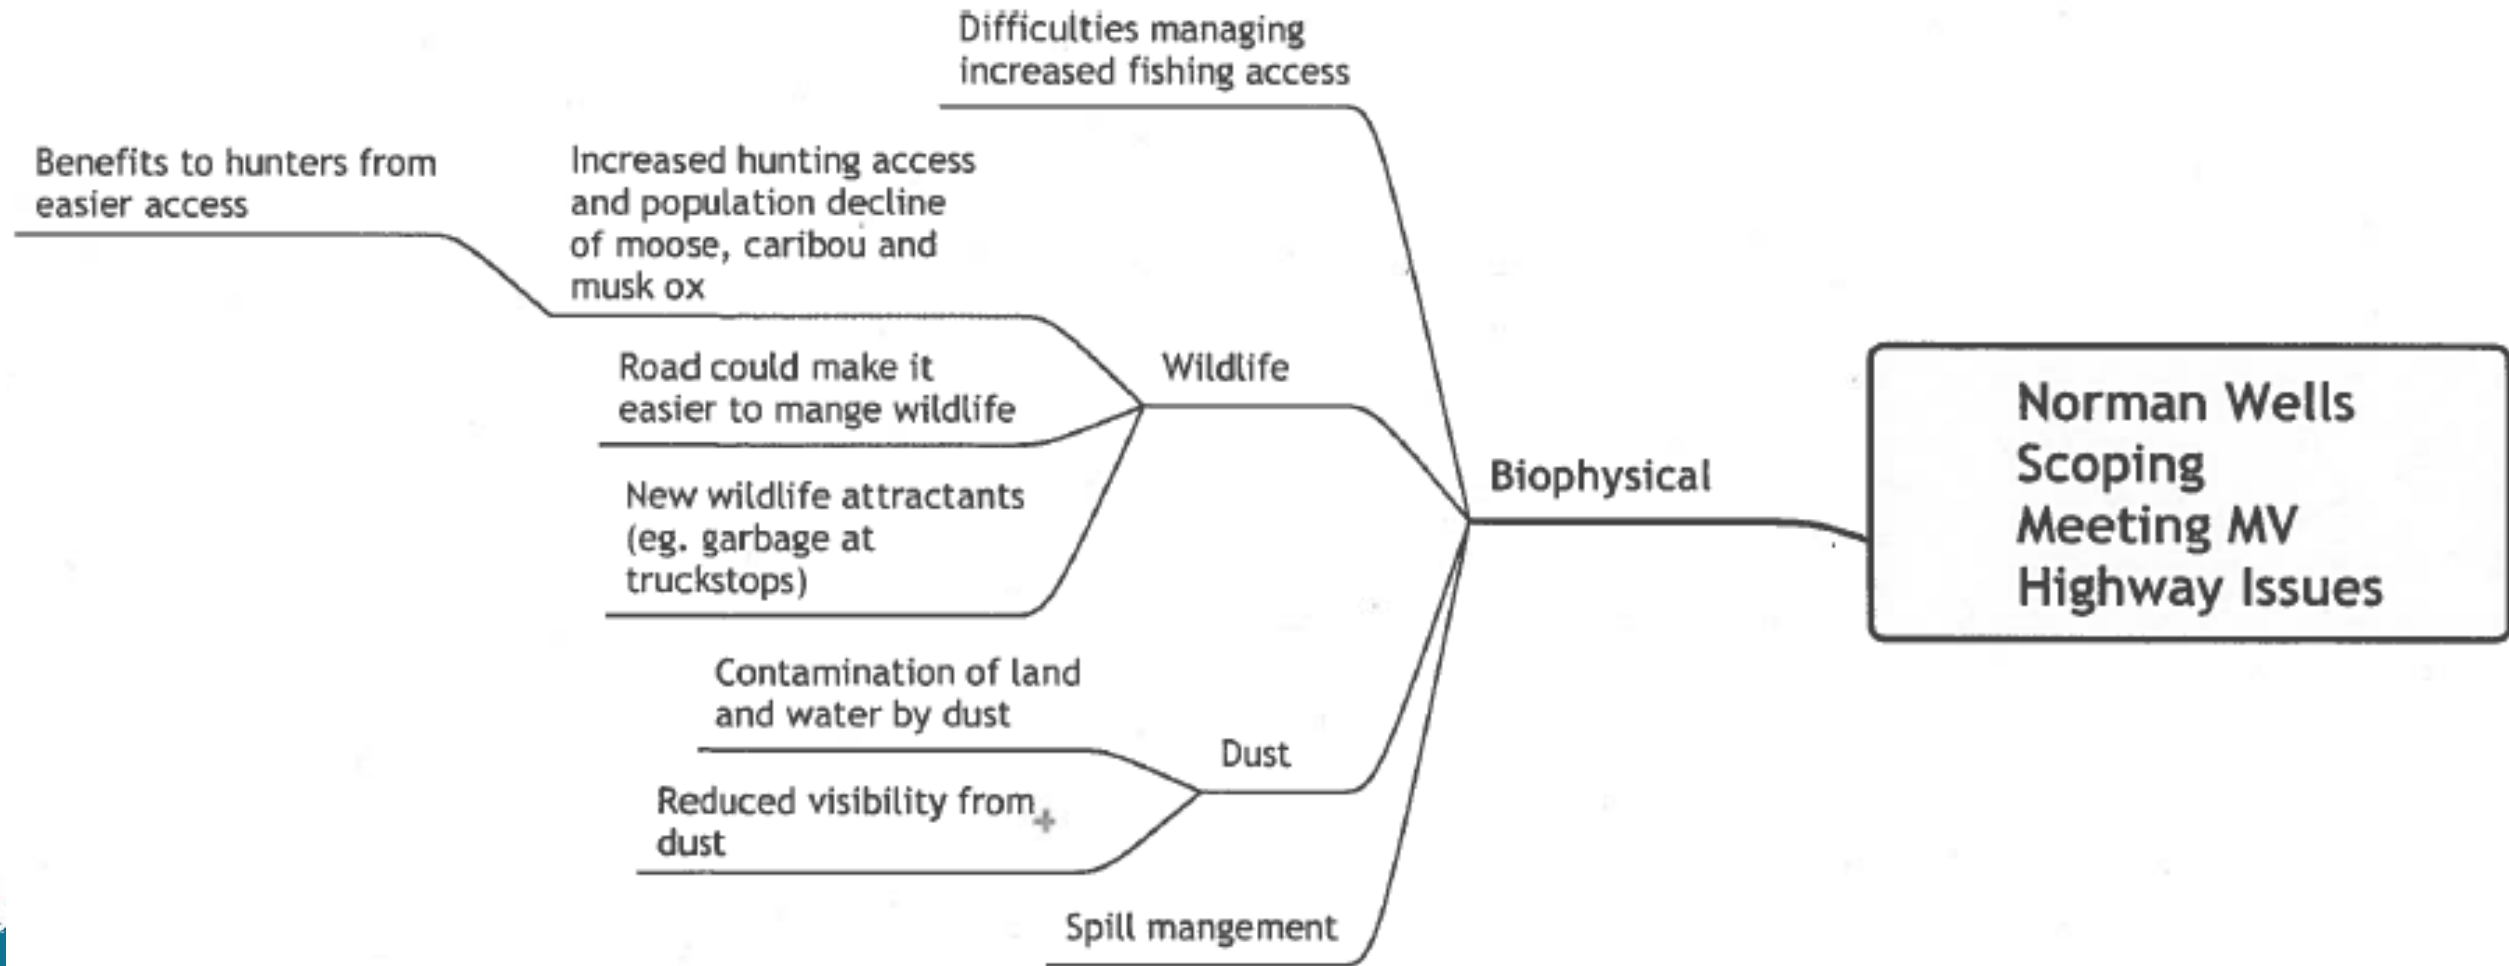 Difficulties managing
increased fishing access
Benefits to hunters from
easier access
Increased hunting access
and population decline
of moose, caribou and
musk ox
Road could make it
easier to mange wildlife
Wildlife
New wildlife attractants
(eg. garbage at
truckstops)
Contamination of land
and water by dust
Dust
Reduced visibility from
dust
Spill mangement
Biophysical
Norman Wells
Scoping
Meeting MV
Highway Issues